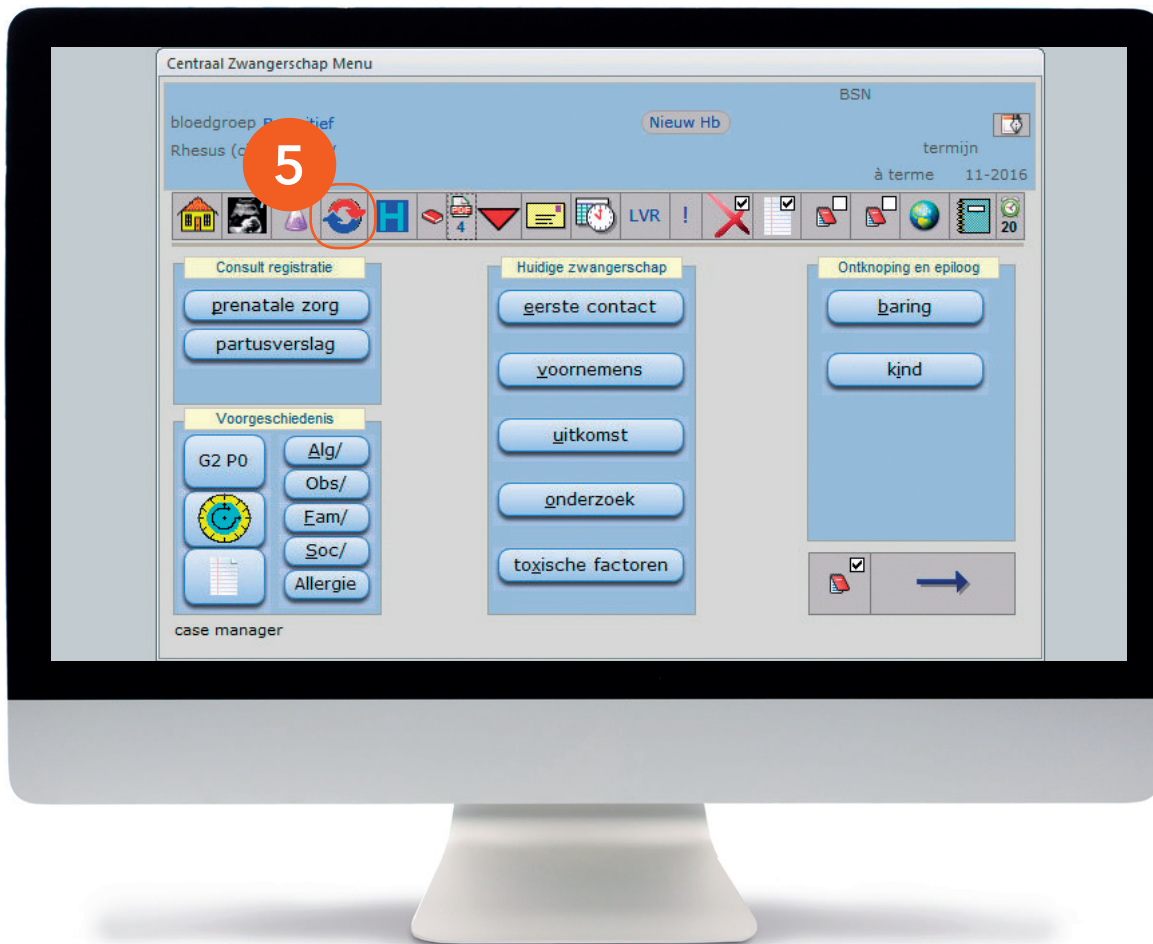 Centraal Zwangerschap Menu
BSN
bloedgroep
Nieuw Hb
Rhesus
termijn
à terme 11-2016
5
PDF
4
LVR
!
20
Consult registratie
prenatale zorg
partusverslag
Voorgeschiedenis
G2 P0
Alg/
Obs/
Fam/
Soc/
Allergie
case manager
Huidige zwangerschap
eerste contact
voornemens
uitkomst
onderzoek
toxische factoren
Ontknoping en epiloog
baring
kind